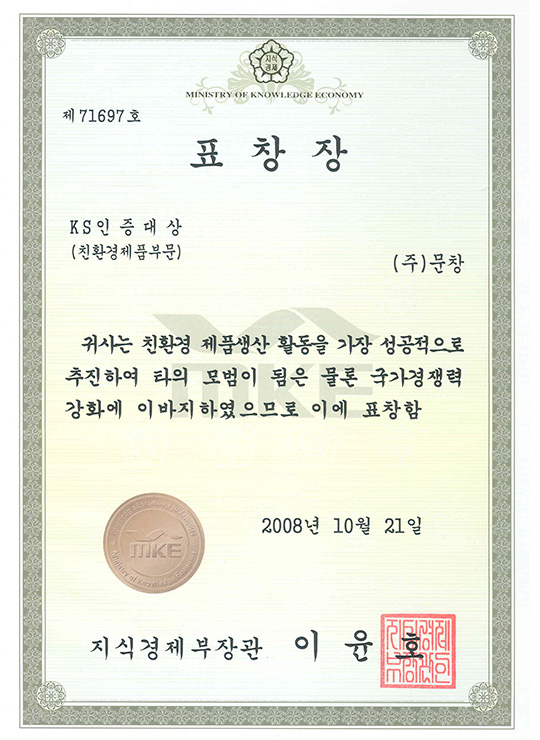 지식
경제
MINISTRY OF KNOWLEDGE ECONOMY
제 71697 호
표 창 장
KS인증대상
(친환경제품부문)
(주)문창
귀사는 친환경 제품생산 활동을 가장 성공적으로
추진하여 타의 모범이 됨은 물론 국가경쟁력
강화에 이바지하였으므로 이에 표창함
MKE
2008년 10월 21일
MKE
Ministry of Knowledge Economy
지식경제부장관 이 윤 호